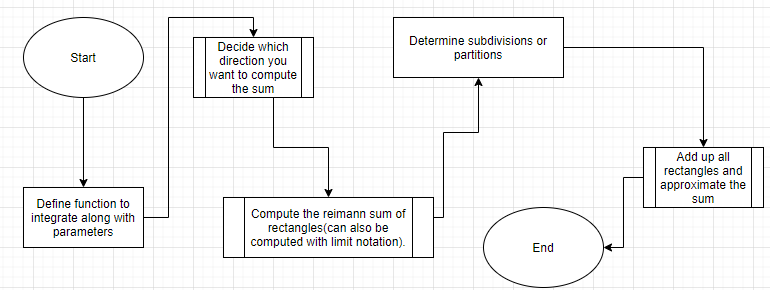 Start
Define function to
integrate along with
parameters
Decide which
direction you
want to compute
the sum
Compute the reimann sum of
rectangles(can also be
computed with limit notation).
Determine subdivisions or
partitions
Add up all
rectangles and
approximate the
sum
End